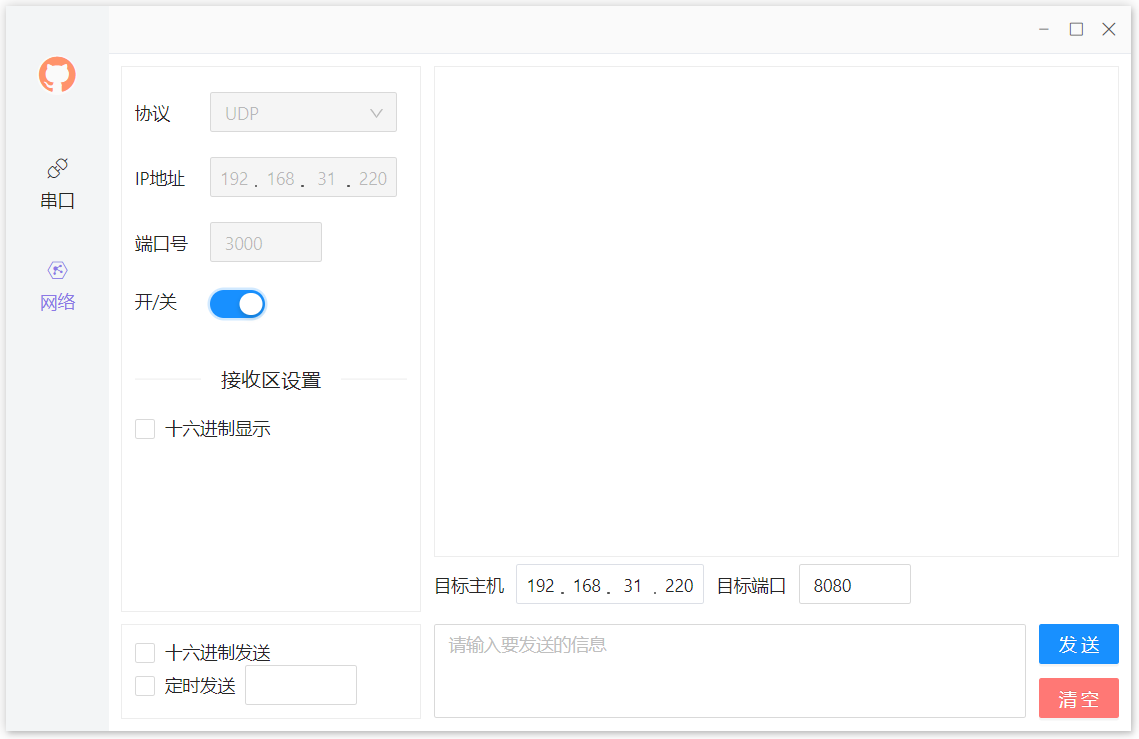 串口
网络
协议 UDP
IP地址 192 . 168 . 31 . 220
端口号 3000
开/关
接收区设置
十六进制显示
目标主机 192 . 168 . 31 . 220 目标端口 8080
十六进制发送
定时发送
请输入要发送的信息
发送
清空